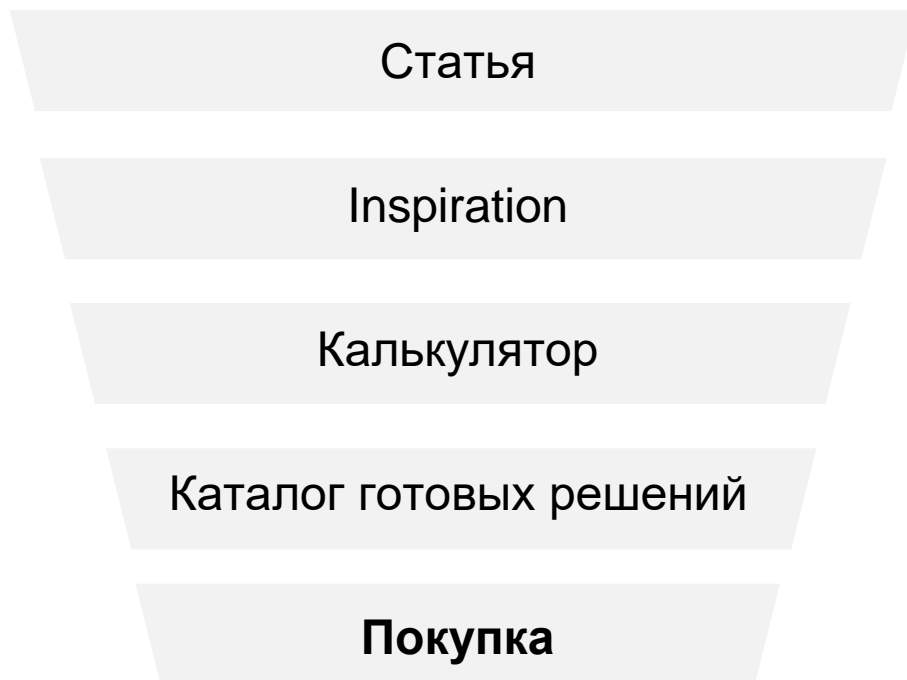 Статья
Inspiration
Калькулятор
Каталог готовых решений
Покупка